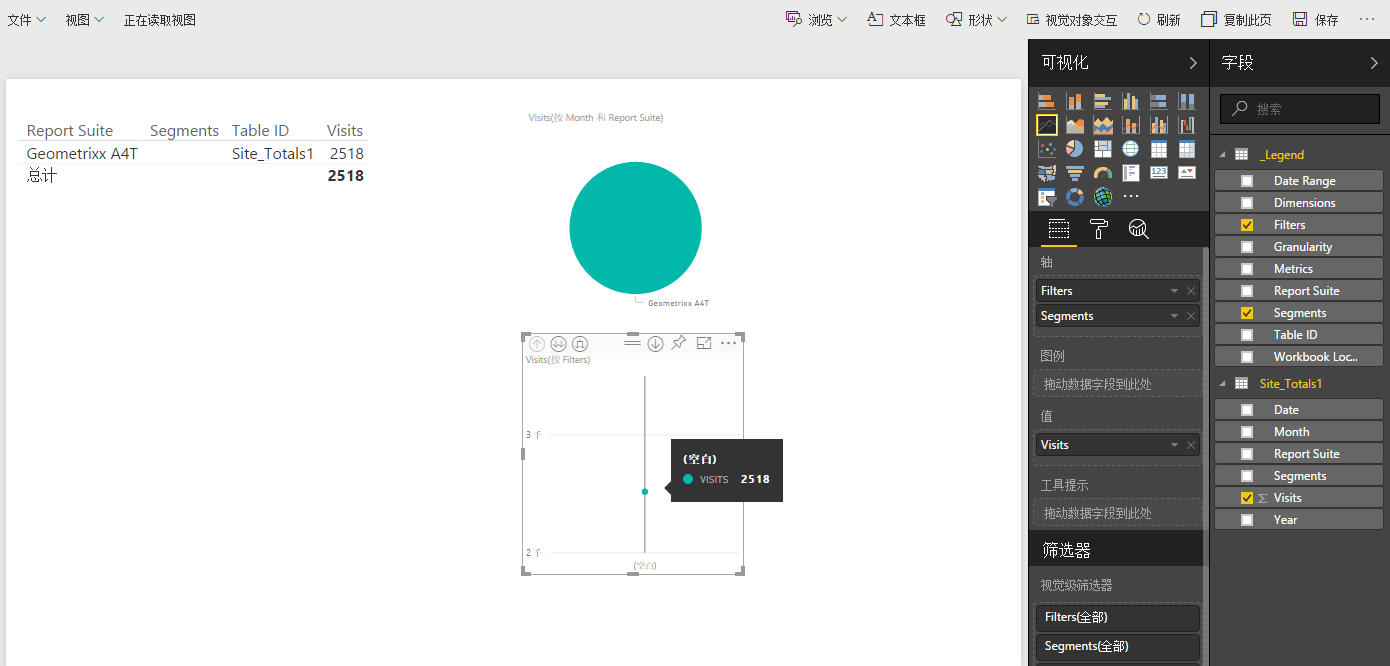 文件 视图 正在读取视图 浏览 文本框 形状 视觉对象交互 刷新 复制此页 保存
Report Suite Segments Table ID Visits
Geometrixx A4T Site_Totals1 2518
总计 2518
Visits(按 Month 和 Report Suite)
Geometrixx A4T
Visits(按 Filters)
3 千
(空白)
VISITS 2518
2 千
(空白)
可视化
123
轴
Filters
Segments
图例
拖动数据字段到此处
值
Visits
工具提示
拖动数据字段到此处
筛选器
视觉级筛选器
Filters(全部)
Segments(全部)
字段
搜索
_Legend
Date Range
Dimensions
Filters
Granularity
Metrics
Report Suite
Segments
Table ID
Workbook Loc...
Site_Totals1
Date
Month
Report Suite
Segments
Σ Visits
Year